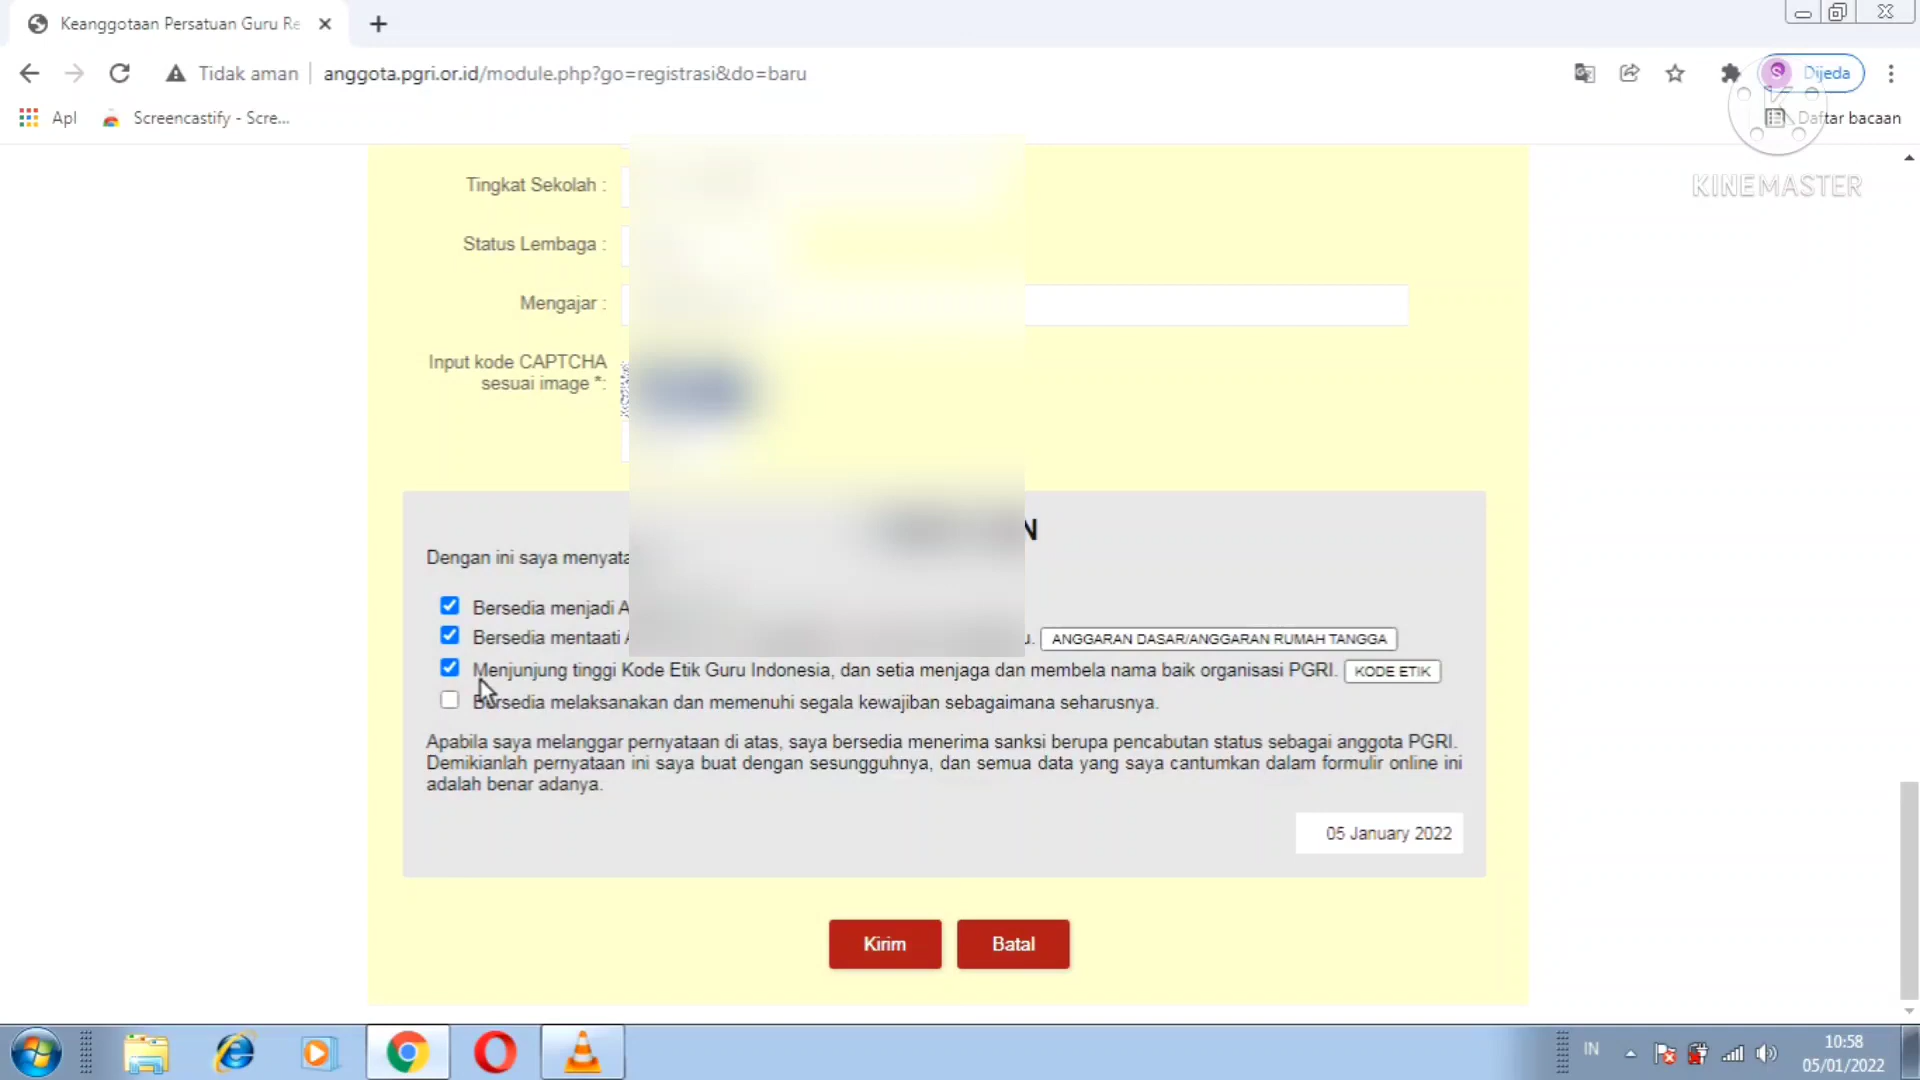 Keanggotaan Persatuan Guru Re
Tidak aman
anggota.pgri.or.id/module.php?go=registrasi&do=baru
Dijeda
Apl
Screencastify - Scre...
Daftar bacaan
KINEMASTER
Tingkat Sekolah :
Status Lembaga :
Mengajar :
Input kode CAPTCHA
sesuai image *:
N
Dengan ini saya menyata
Bersedia menjadi A
Bersedia mentaati A
u.
ANGGARAN DASAR/ANGGARAN RUMAH TANGGA
Menjunjung tinggi Kode Etik Guru Indonesia, dan setia menjaga dan membela nama baik organisasi PGRI.
KODE ETIK
Bersedia melaksanakan dan memenuhi segala kewajiban sebagaimana seharusnya.
Apabila saya melanggar pernyataan di atas, saya bersedia menerima sanksi berupa pencabutan status sebagai anggota PGRI.
Demikianlah pernyataan ini saya buat dengan sesungguhnya, dan semua data yang saya cantumkan dalam formulir online ini
adalah benar adanya.
05 January 2022
Kirim
Batal
IN
10:58
05/01/2022